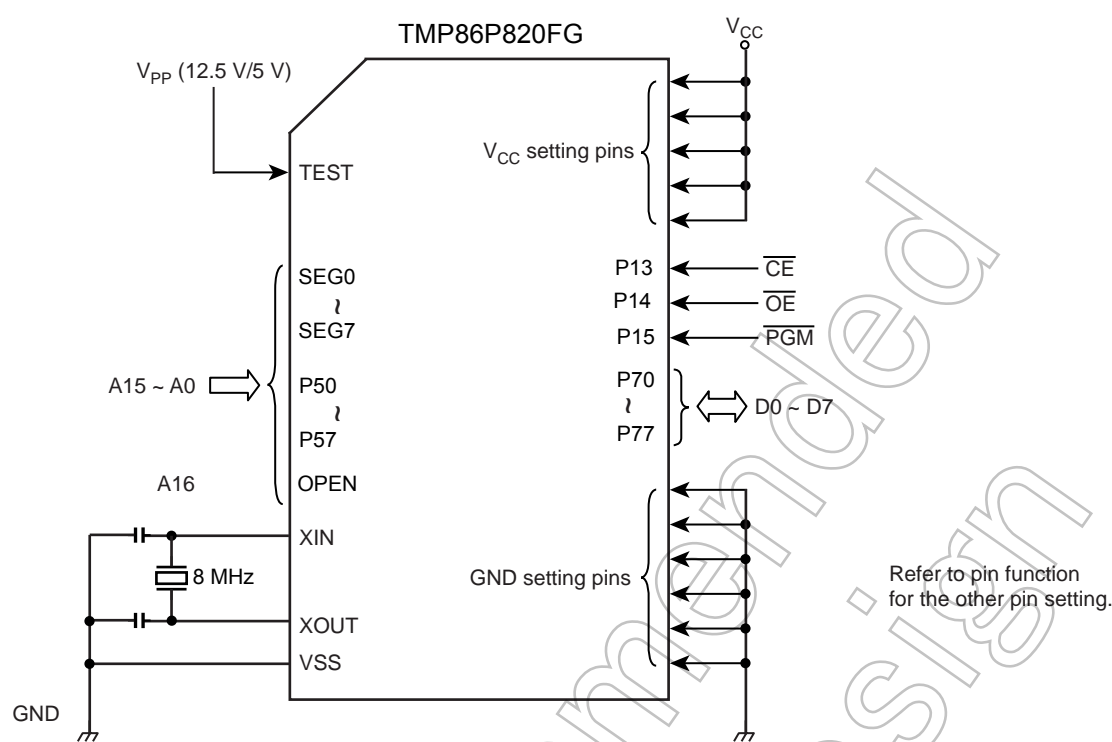 TMP86P820FG
VCC
VPP (12.5 V/5 V)
VCC setting pins
TEST
SEG0
~
SEG7
P13
CE
P14
OE
P15
PGM
A15 ~ A0
P50
~
P57
P70
~
P77
D0 ~ D7
A16
OPEN
XIN
8 MHz
XOUT
VSS
GND setting pins
Refer to pin function
for the other pin setting.
GND